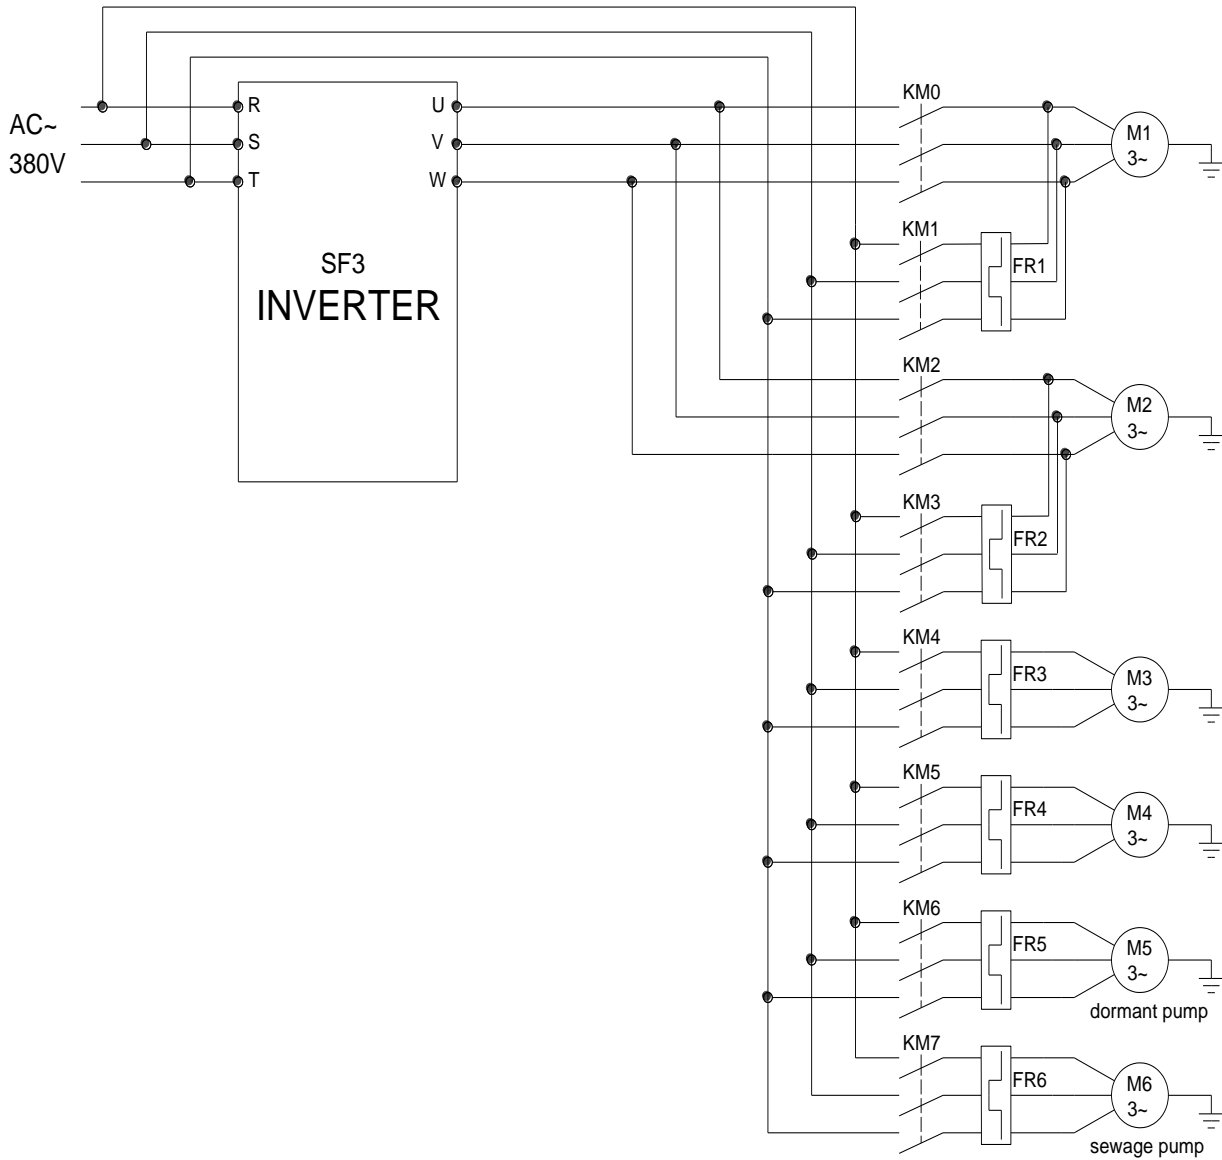 AC~
380V
R
S
T
U
V
W
SF3
INVERTER
KM0
M1
3~
KM1
FR1
KM2
M2
3~
KM3
FR2
KM4
FR3
M3
3~
KM5
FR4
M4
3~
KM6
FR5
M5
3~
dormant pump
KM7
FR6
M6
3~
sewage pump